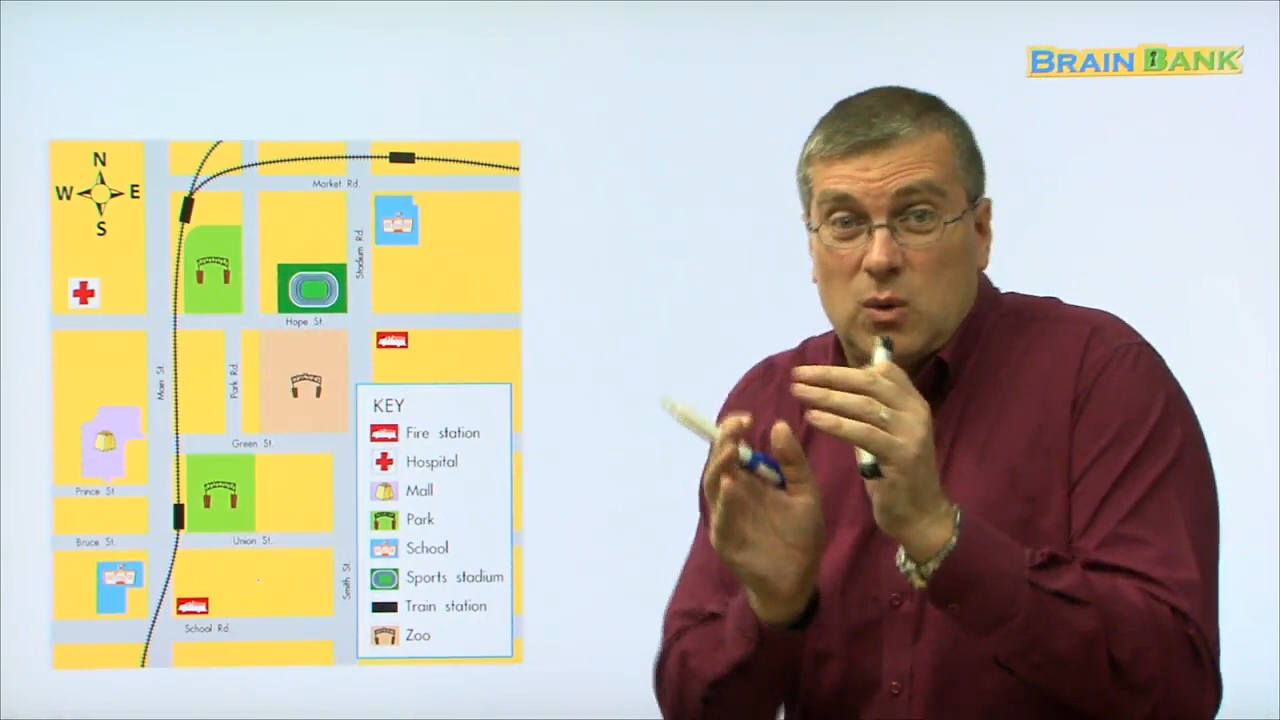 BRAIN BANK
N
W E
S
Market Rd.
Stadium Rd.
Hope St.
Main St.
Park Rd.
Green St.
Prince St.
Bruce St.
Union St.
Smith St.
School Rd.
KEY
Fire station
Hospital
Mall
Park
School
Sports stadium
Train station
Zoo